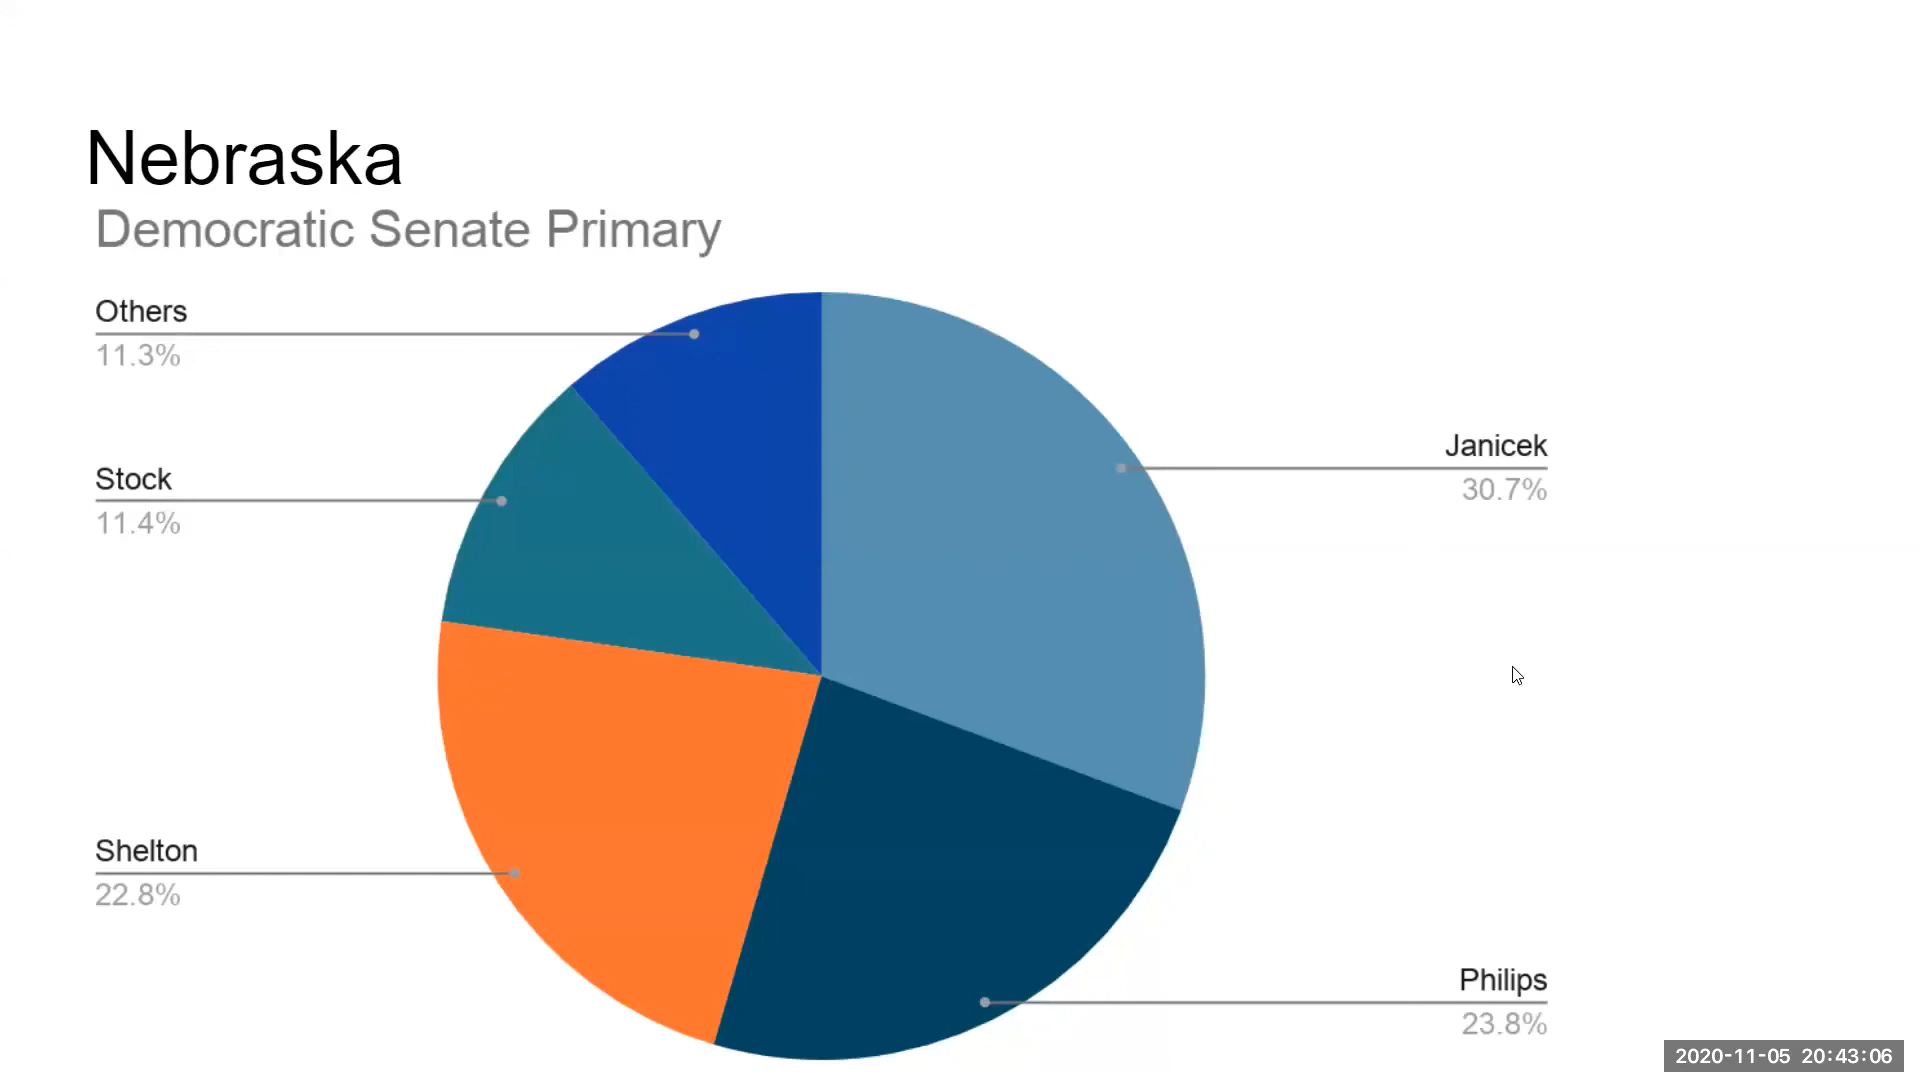 Nebraska
Democratic Senate Primary
Others
11.3%
Stock
11.4%
Shelton
22.8%
Janicek
30.7%
Philips
23.8%
2020-11-05 20:43:06